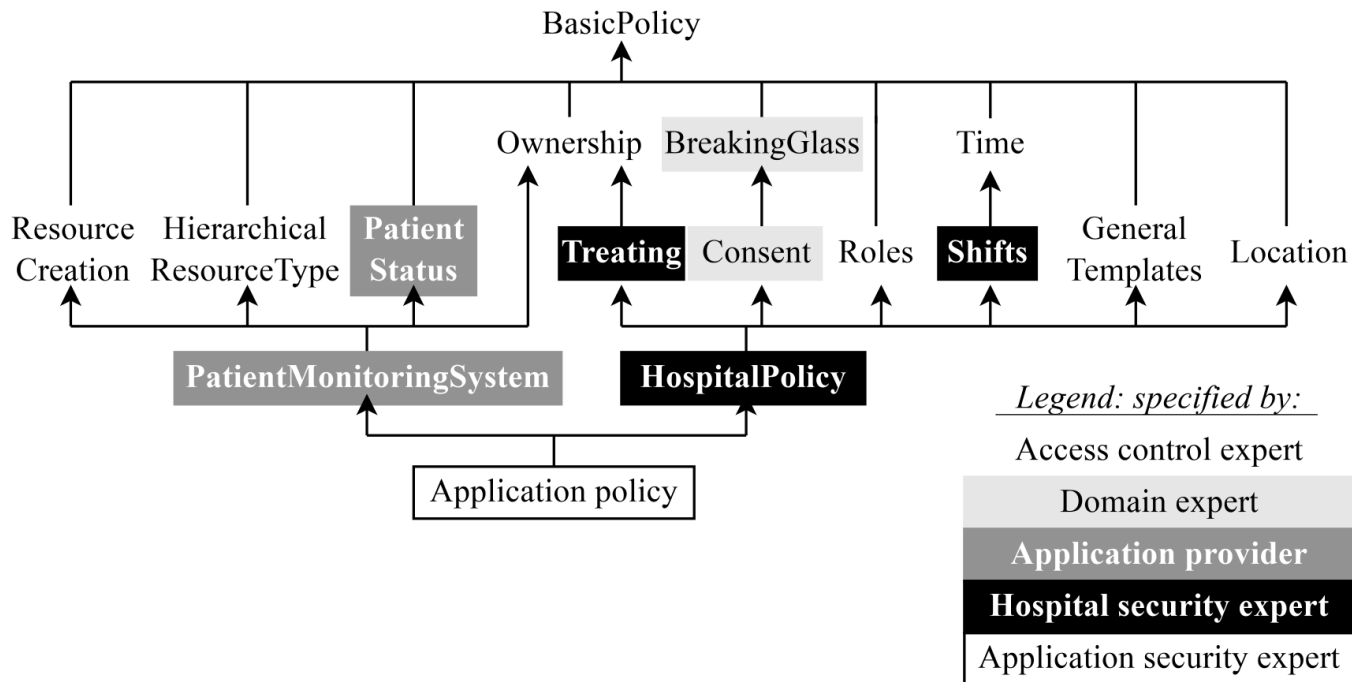 BasicPolicy
Ownership BreakingGlass Time
Resource Hierarchical Patient General
Creation ResourceType Status Treating Consent Roles Shifts Templates Location
PatientMonitoringSystem HospitalPolicy
Application policy
Legend: specified by:
Access control expert
Domain expert
Application provider
Hospital security expert
Application security expert